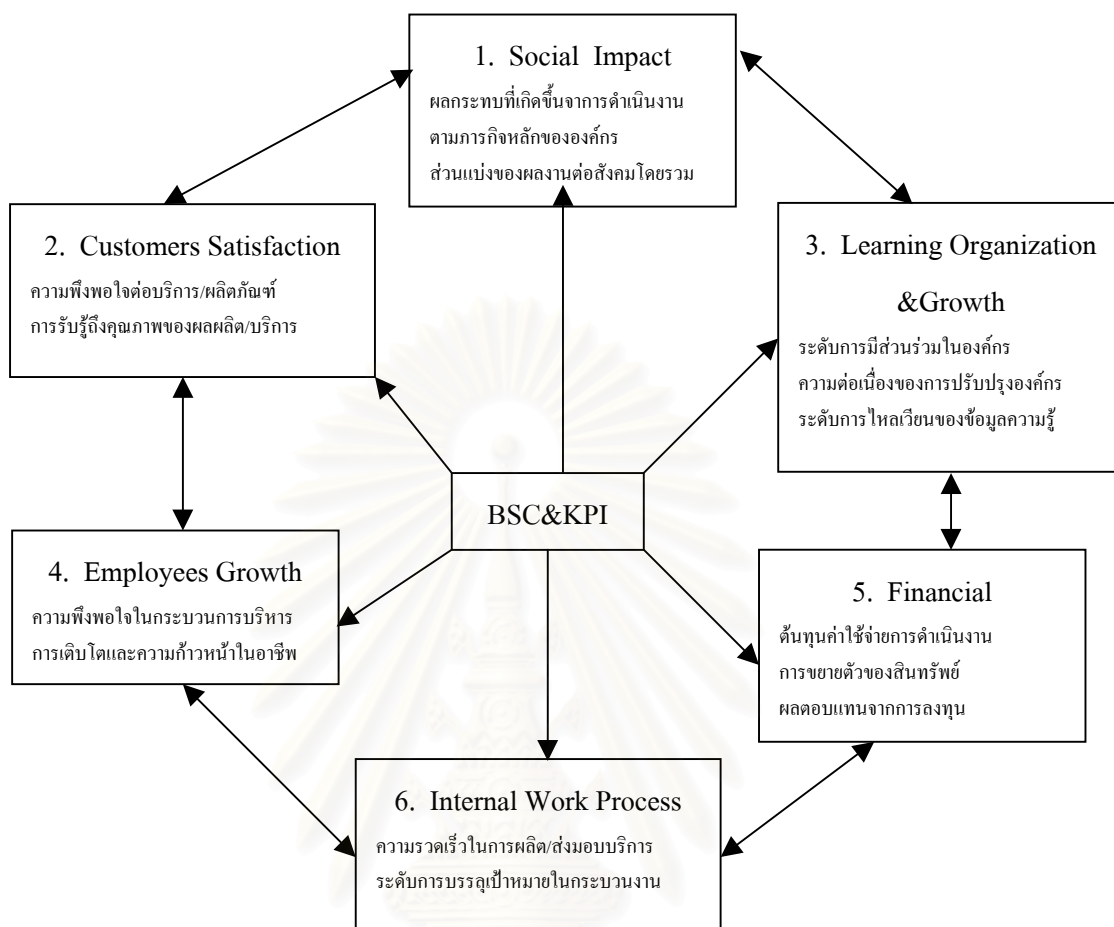 1. Social Impact
ผลกระทบที่เกิดขึ้นจาการดำเนินงาน
ตามภารกิจหลักขององค์กร
ส่วนแบ่งของผลงานต่อสังคมโดยรวม
2. Customers Satisfaction
ความพึงพอใจต่อบริการ/ผลิตภัณฑ์
การรับรู้ถึงคุณภาพของผลผลิต/บริการ
3. Learning Organization
&Growth
ระดับการมีส่วนร่วมในองค์กร
ความต่อเนื่องของการปรับปรุงองค์กร
ระดับการไหลเวียนของข้อมูลความรู้
BSC&KPI
4. Employees Growth
ความพึงพอใจในกระบวนการบริหาร
การเติบโตและความก้าวหน้าในอาชีพ
5. Financial
ต้นทุนค่าใช้จ่ายการดำเนินงาน
การขยายตัวของสินทรัพย์
ผลตอบแทนจากการลงทุน
6. Internal Work Process
ความรวดเร็วในการผลิต/ส่งมอบบริการ
ระดับการบรรลุเป้าหมายในกระบวนงาน